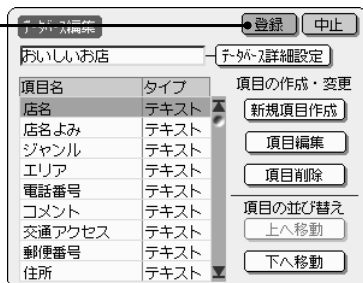 データベース編集 登録 中止
おいしいお店 データベース詳細設定
項目名 タイプ 項目の作成・変更
店名 テキスト 新規項目作成
店名よみ テキスト
ジャンル テキスト 項目編集
エリア テキスト 項目削除
電話番号 テキスト
コメント テキスト 項目の並び替え
交通アクセス テキスト 上へ移動
郵便番号 テキスト
住所 テキスト 下へ移動